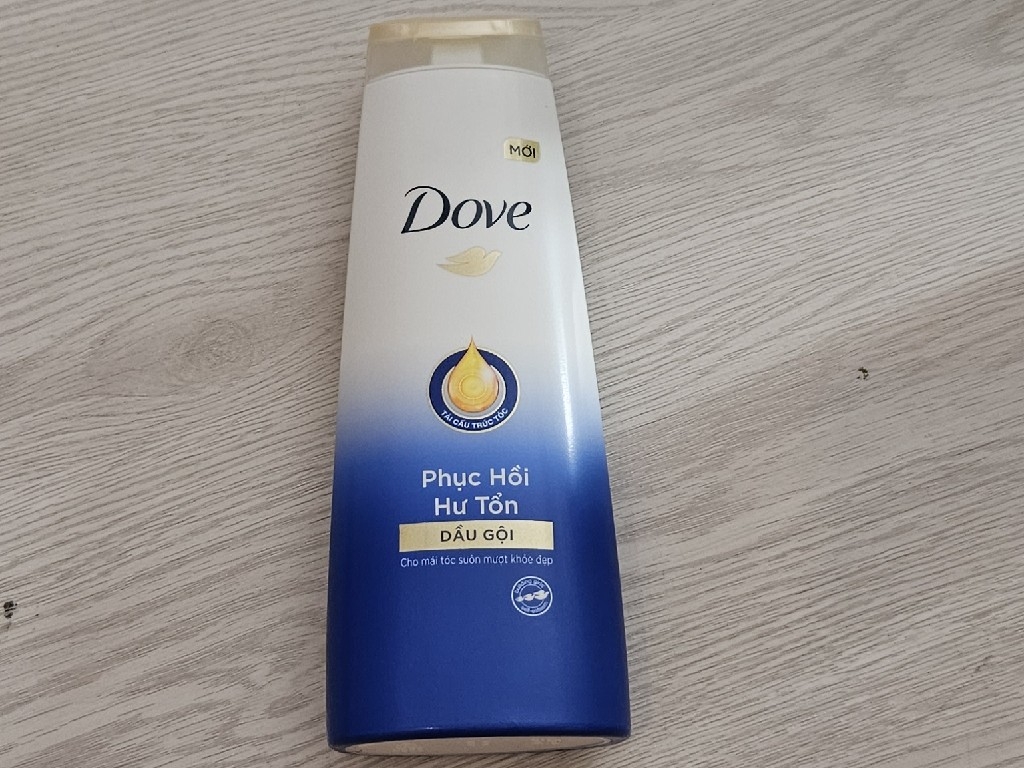 MỚI
Dove
TÁI CẤU TRÚC TÓC
Phục Hồi
Hư Tổn
DẦU GỘI
Cho mái tóc suôn mượt khỏe đẹp